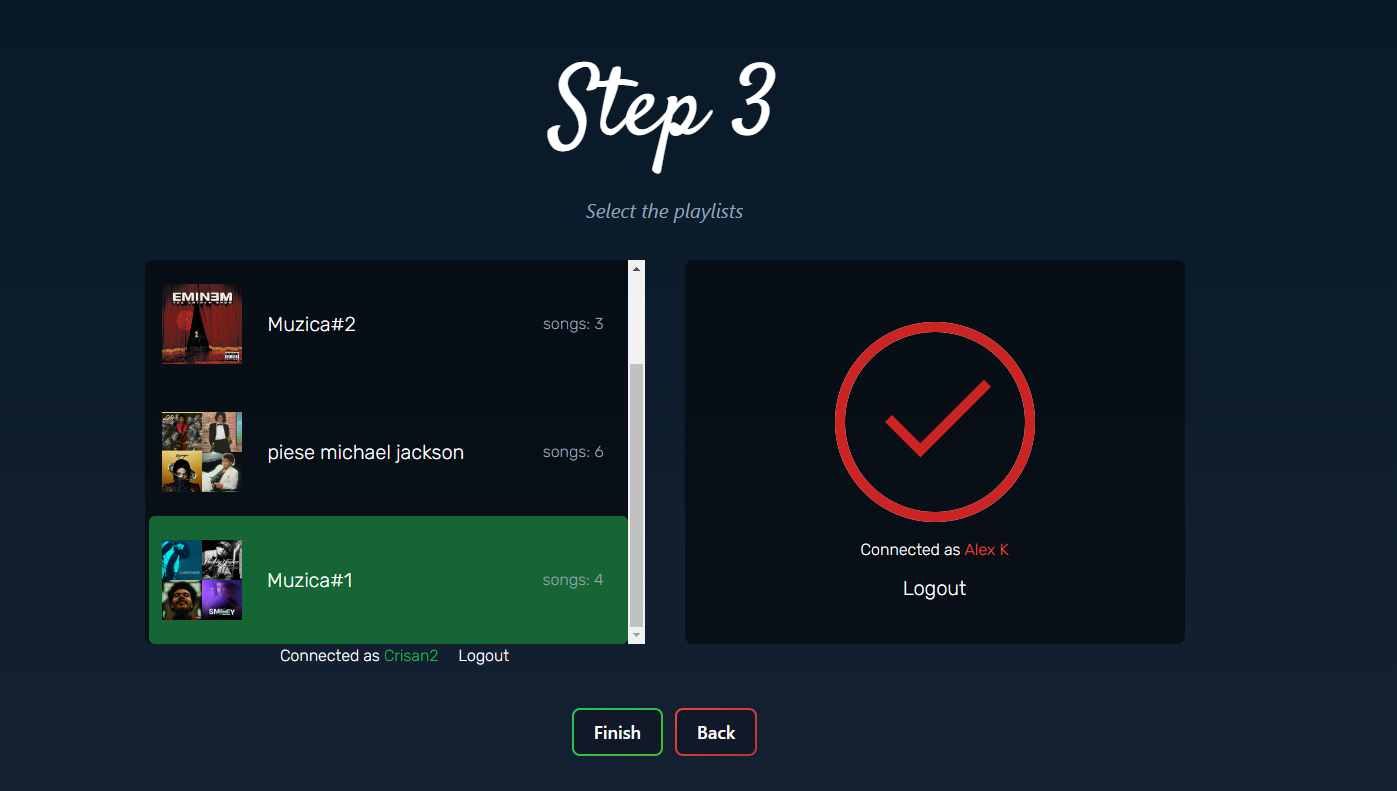 Step 3
Select the playlists
EMINEM
Muzica#2
songs: 3
piese michael jackson
songs: 6
SMILEY
Muzica#1
songs: 4
Connected as Crisan2 Logout
Connected as Alex K
Logout
Finish Back